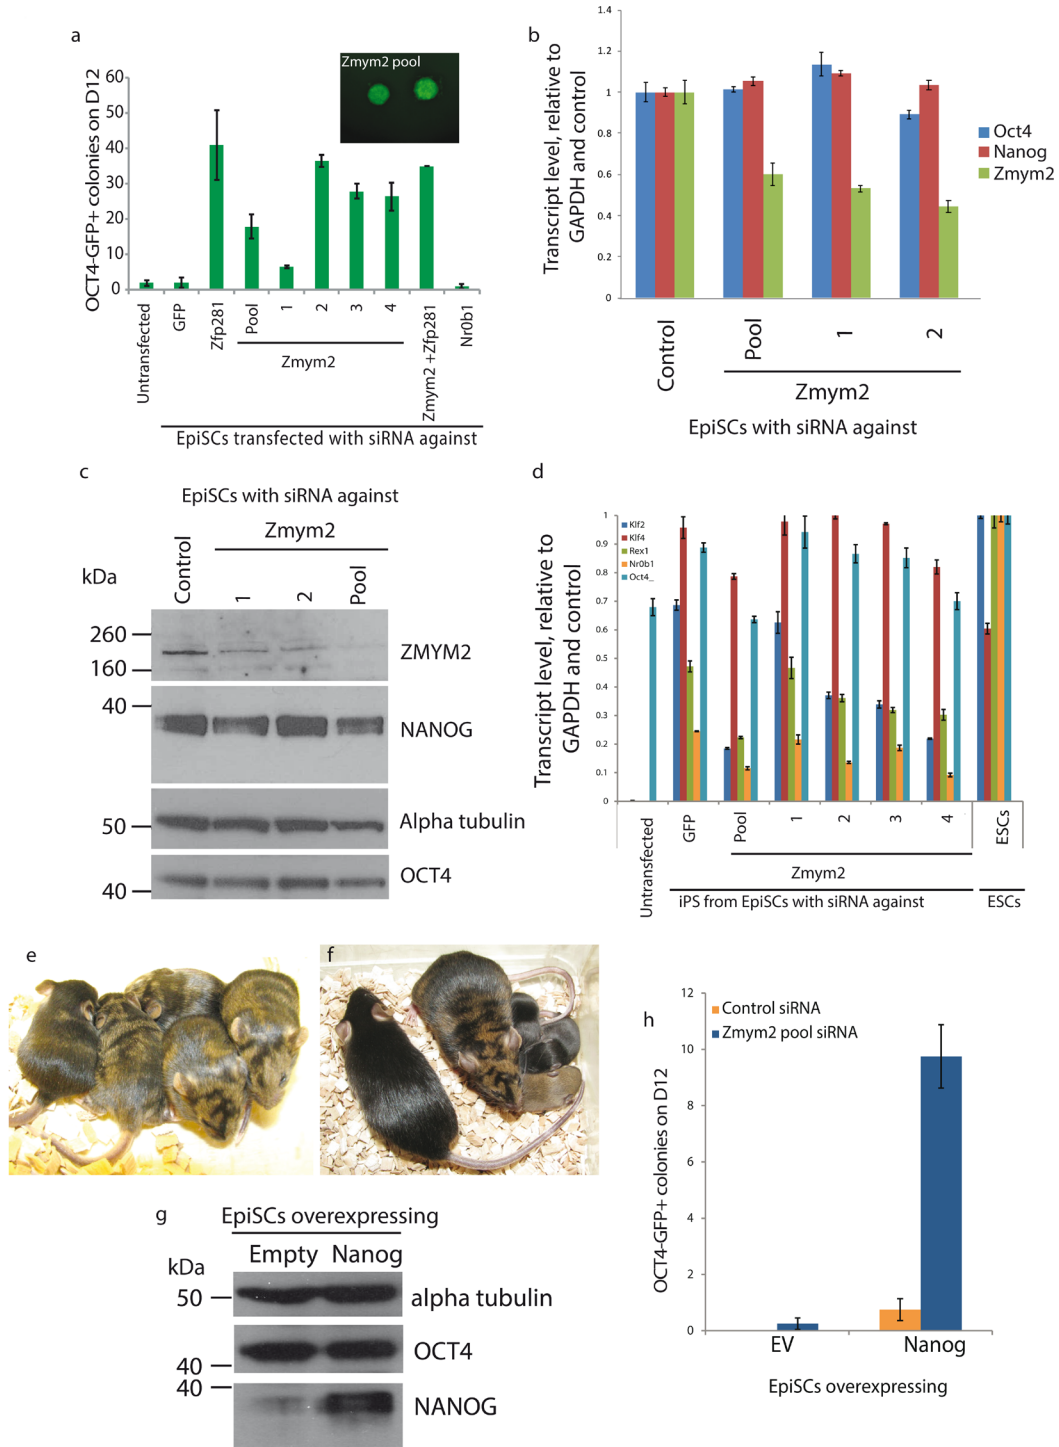 a
Zmym2 pool
OCT4-GFP+ colonies on D12
60
50
40
30
20
10
0
Untransfected
GFP
Zfp281
Pool
1
2
3
4
Zmym2 +Zfp281
Nr0b1
Zmym2
EpiSCs transfected with siRNA against
b
Transcript level, relative to
GAPDH and control
1.4
1.2
1
0.8
0.6
0.4
0.2
0
Oct4
Nanog
Zmym2
Control
Pool
1
2
Zmym2
EpiSCs with siRNA against
c
EpiSCs with siRNA against
Zmym2
kDa
Control
1
2
Pool
260
160
ZMYM2
40
NANOG
50
Alpha tubulin
40
OCT4
d
Transcript level, relative to
GAPDH and control
1
0.9
0.8
0.7
0.6
0.5
0.4
0.3
0.2
0.1
0
Klf2
Klf4
Rex1
Nr0b1
Oct4_
Untransfected
GFP
Pool
1
2
3
4
ESCs
Zmym2
iPS from EpiSCs with siRNA against
ESCs
e
f
g
EpiSCs overexpressing
Empty Nanog
kDa
50
alpha tubulin
OCT4
40
40
NANOG
h
OCT4-GFP+ colonies on D12
12
10
8
6
4
2
0
Control siRNA
Zmym2 pool siRNA
EV
Nanog
EpiSCs overexpressing